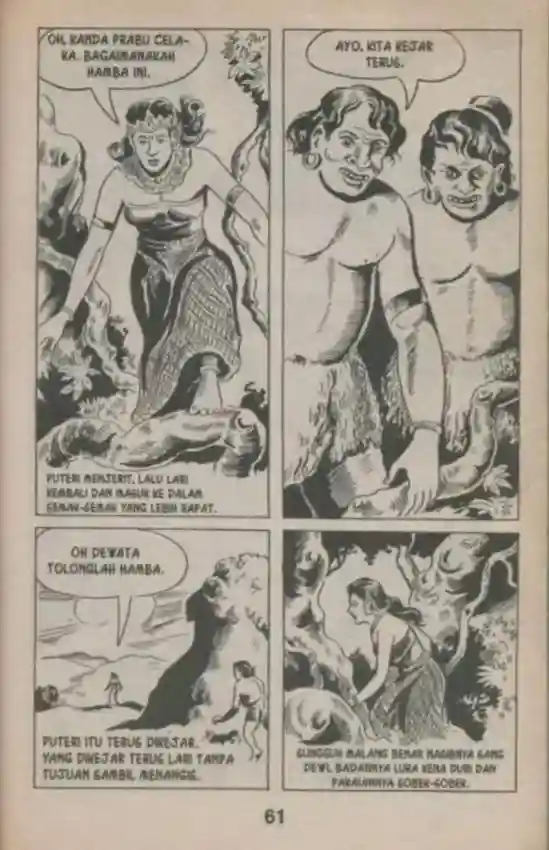 OH, KANDA PRABU CELA-
KA. BAGAIMANAKAH
HAMBA INI.
AYO, KITA KEJAR
TERUS.
PUTERI MENJERIT, LALU LARI
KEMBALI DAN MASUK KE DALAM
SEMAK-SEMAK YANG LEBIH RAPAT.
OH DEWATA
TOLONGLAH HAMBA.
PUTERI ITU TERUS DIKEJAR.
YANG DIKEJAR TERUS LARI TANPA
TUJUAN SAMBIL MENANGIS.
SUNGGUH MALANG BENAR NASIBNYA SANG
DEWI, BADANNYA LUKA KENA DURI DAN
PAKAIANNYA SOBEK-SOBEK.
61